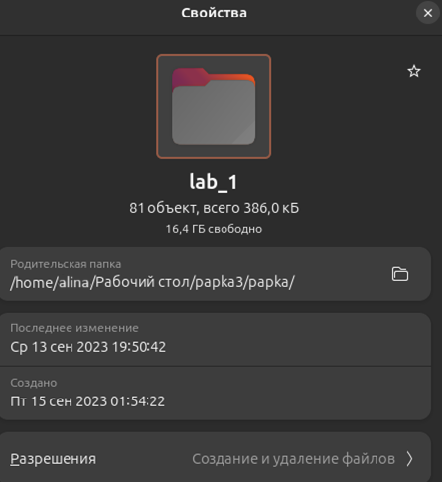 Свойства
lab_1
81 объект, всего 386,0 кБ
16,4 ГБ свободно
Родительская папка
/home/alina/Рабочий стол/papka3/papka/
Последнее изменение
Ср 13 сен 2023 19:50:42
Создано
Пт 15 сен 2023 01:54:22
Разрешения Создание и удаление файлов